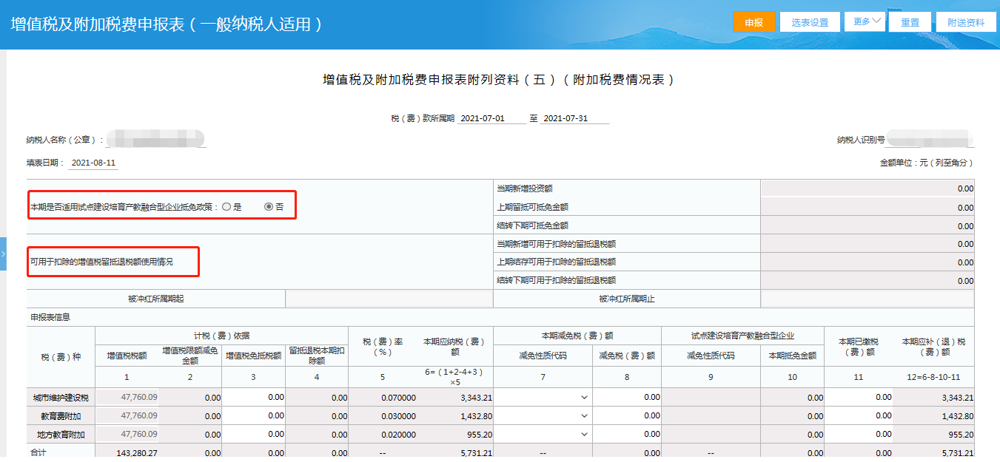 增值税及附加税费申报表（一般纳税人适用）
申报 选表设置 更多 重置 附送资料
增值税及附加税费申报表附列资料（五）（附加税费情况表）
税（费）款所属期 2021-07-01 至 2021-07-31
纳税人名称（公章）： 纳税人识别号
填表日期： 2021-08-11 金额单位：元（列至角分）
本期是否适用试点建设培育产教融合型企业抵免政策： 是 否
当期新增投资额 0.00
上期留抵可抵免金额 0.00
结转下期可抵免金额 0.00
可用于扣除的增值税留抵退税额使用情况
当期新增可用于扣除的留抵退税额 0.00
上期结存可用于扣除的留抵退税额 0.00
结转下期可用于扣除的留抵退税额 0.00
被冲红所属期起 被冲红所属期止
申报表信息
税（费）种
计税（费）依据
增值税税额
增值税限额减免
金额
增值税免抵税额
留抵退税本期扣
除额
税（费）率
（%）
本期应纳税（费）
额
本期减免税（费）额
减免性质代码 减免税（费）额
试点建设培育产教融合型企业
减免性质代码 本期抵免金额
本期已缴税
（费）额
本期应补（退）税
（费）额
1 2 3 4 5
6=（1+2-4+3）
×5
7 8 9 10 11 12=6-8-10-11
城市维护建设税 47,760.09 0.00 0.00 0.00 0.070000 3,343.21 0.00 0.00 0.00 3,343.21
教育费附加 47,760.09 0.00 0.00 0.00 0.030000 1,432.80 0.00 0.00 0.00 1,432.80
地方教育附加 47,760.09 0.00 0.00 0.00 0.020000 955.20 0.00 0.00 0.00 955.20
合计 143,280.27 0.00 0.00 0.00 -- 5,731.21 -- 0.00 -- 0.00 0.00 5,731.21